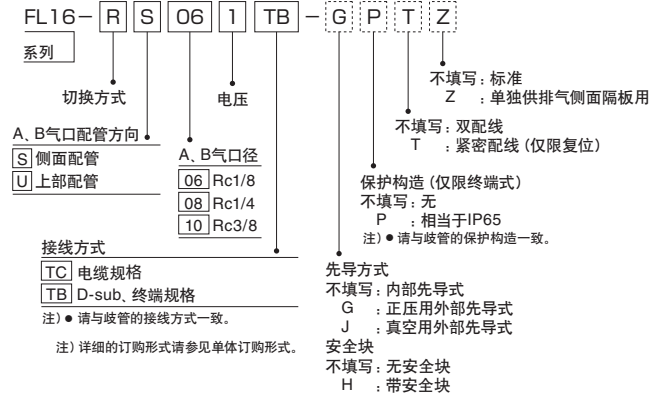 FL16-RS061TB-GPTZ
系列
切换方式
电压
不填写：标准
Z ：单独供排气侧面隔板用
A、B气口配管方向
S 侧面配管
U 上部配管
不填写：双配线
T ：紧密配线（仅限复位）
A、B气口径
06 Rc1/8
08 Rc1/4
10 Rc3/8
保护构造（仅限终端式）
不填写：无
P ：相当于IP65
注）● 请与歧管的保护构造一致。
接线方式
TC 电缆规格
TB D-sub、终端规格
注）● 请与歧管的接线方式一致。
注）详细的订购形式请参见单体订购形式。
先导方式
不填写：内部先导式
G ：正压用外部先导式
J ：真空用外部先导式
安全块
不填写：无安全块
H ：带安全块